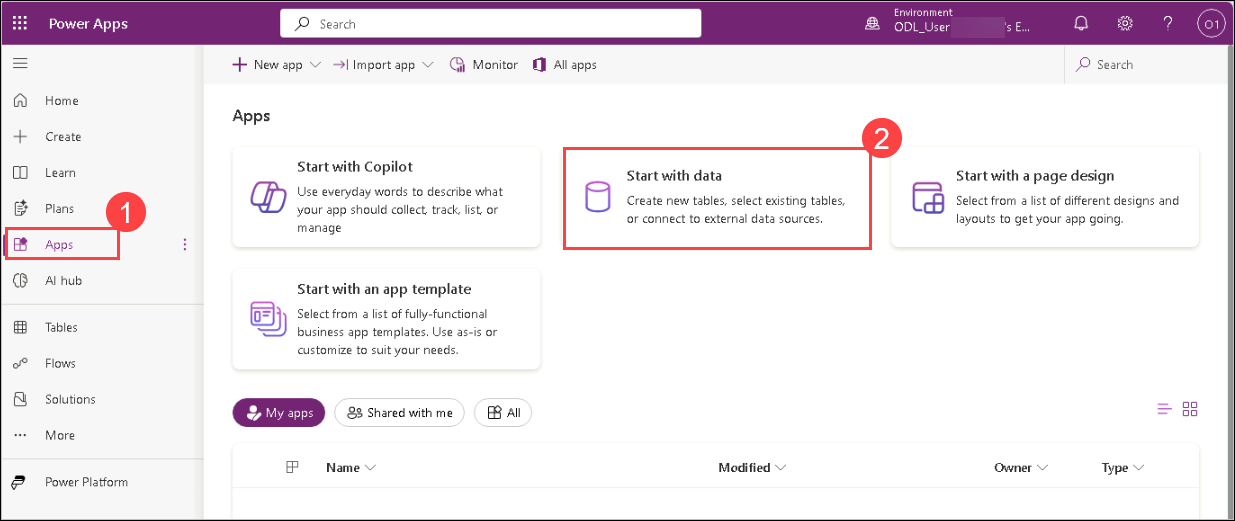 Power Apps
Search
Environment
ODL_User 's E...
?
O1
New app
Import app
Monitor
All apps
Search
Home
Create
Learn
Plans
1
Apps
AI hub
Tables
Flows
Solutions
More
Power Platform
Apps
Start with Copilot
Use everyday words to describe what
your app should collect, track, list, or
manage
2
Start with data
Create new tables, select existing tables,
or connect to external data sources.
Start with a page design
Select from a list of different designs and
layouts to get your app going.
Start with an app template
Select from a list of fully-functional
business app templates. Use as-is or
customize to suit your needs.
My apps
Shared with me
All
Name
Modified
Owner
Type